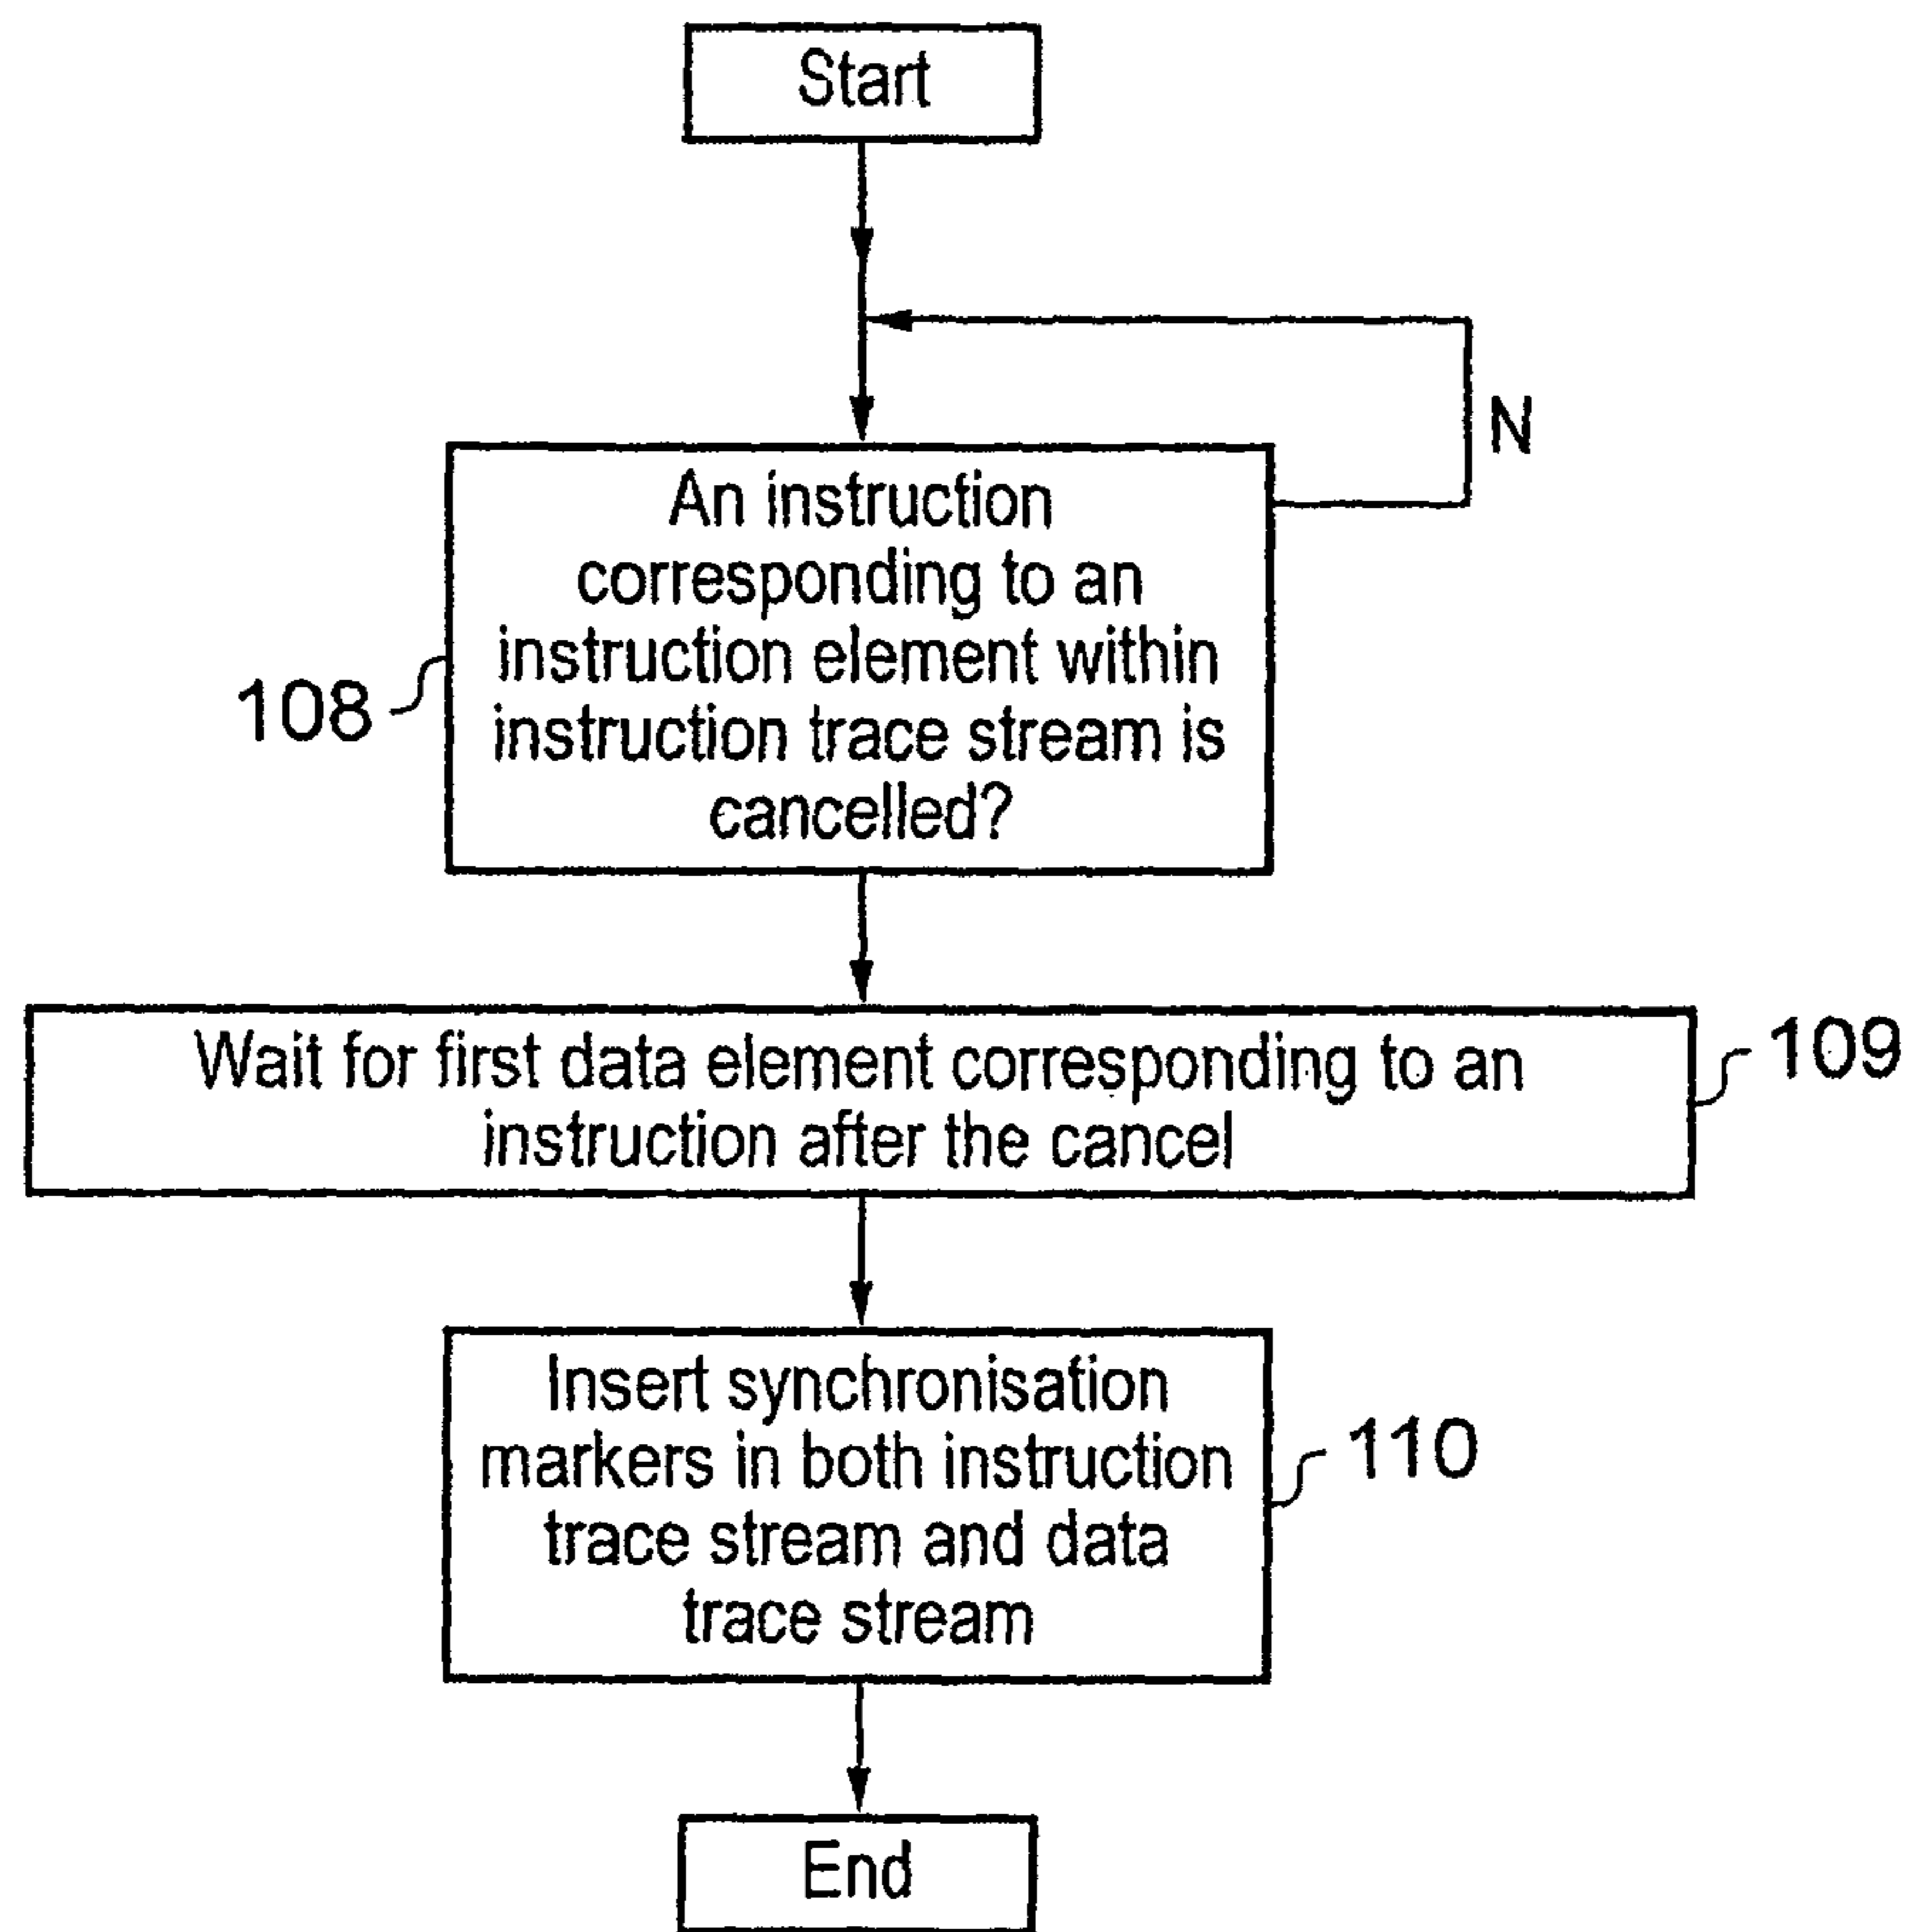 Start
N
An instruction
corresponding to an
instruction element within
instruction trace stream is
cancelled?
108
Wait for first data element corresponding to an
instruction after the cancel
109
Insert synchronisation
markers in both instruction
trace stream and data
trace stream
110
End